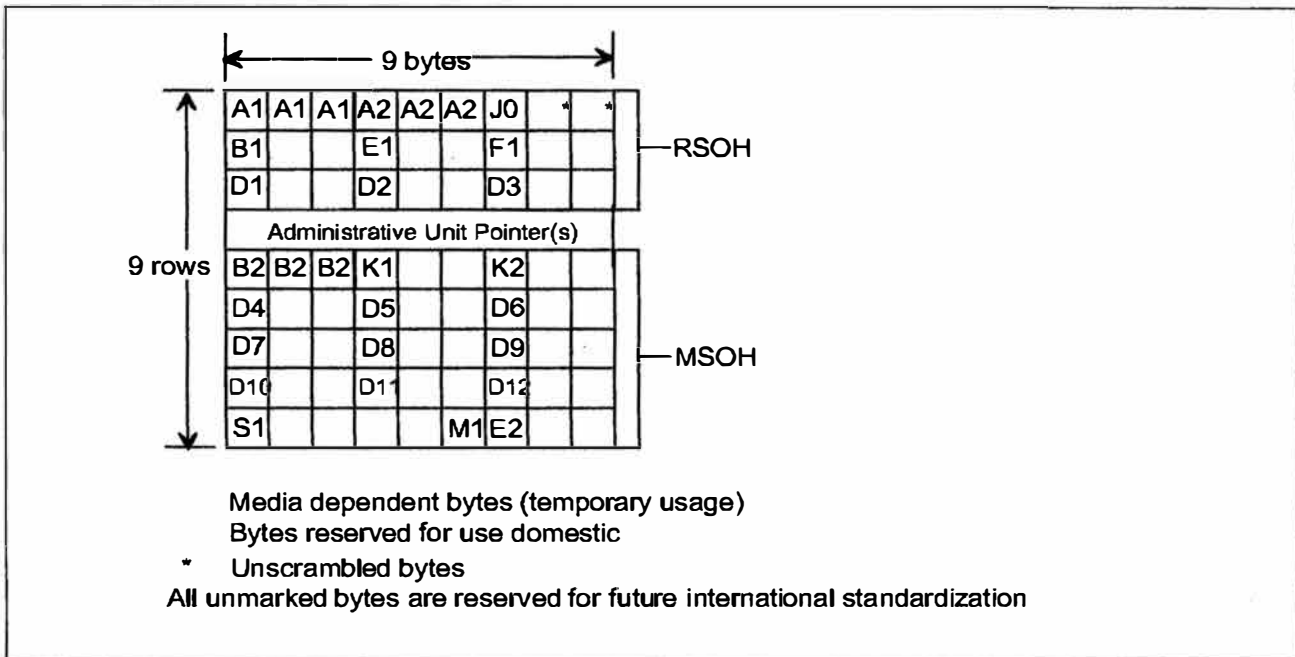 9 bytes
A1 A1 A1 A2 A2 A2 J0 * *
B1 E1 F1
RSOH
D1 D2 D3
Administrative Unit Pointer(s)
9 rows
B2 B2 B2 K1 K2
D4 D5 D6
D7 D8 D9
MSOH
D10 D11 D12
S1 M1 E2
Media dependent bytes (temporary usage)
Bytes reserved for use domestic
* Unscrambled bytes
All unmarked bytes are reserved for future international standardization